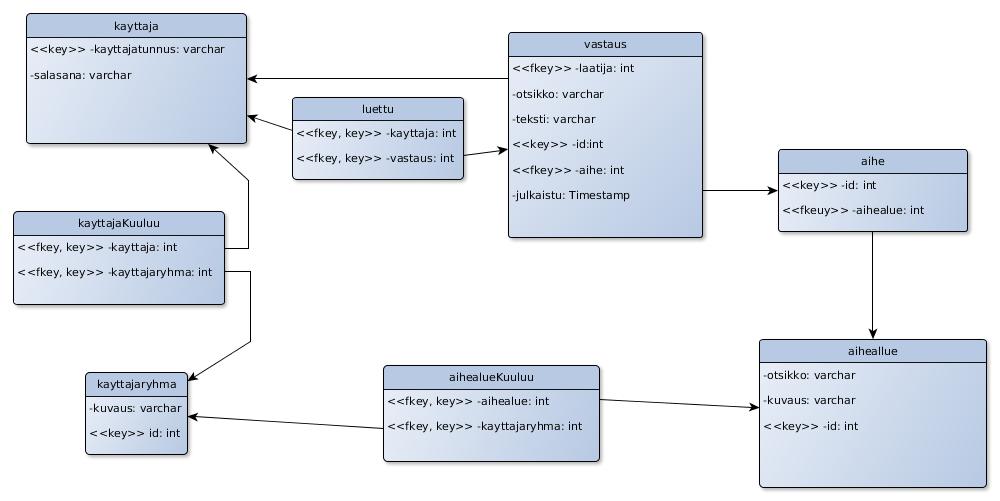 kayttaja
<<key>> -kayttajatunnus: varchar
-salasana: varchar
vastaus
<<fkey>> -laatija: int
-otsikko: varchar
-teksti: varchar
<<key>> -id:int
<<fkey>> -aihe: int
-julkaistu: Timestamp
luettu
<<fkey, key>> -kayttaja: int
<<fkey, key>> -vastaus: int
aihe
<<key>> -id: int
<<fkeuy>> -aihealue: int
kayttajaKuuluu
<<fkey, key>> -kayttaja: int
<<fkey, key>> -kayttajaryhma: int
kayttajaryhma
-kuvaus: varchar
<<key>> id: int
aihealueKuuluu
<<fkey, key>> -aihealue: int
<<fkey, key>> -kayttajaryhma: int
aiheallue
-otsikko: varchar
-kuvaus: varchar
<<key>> -id: int